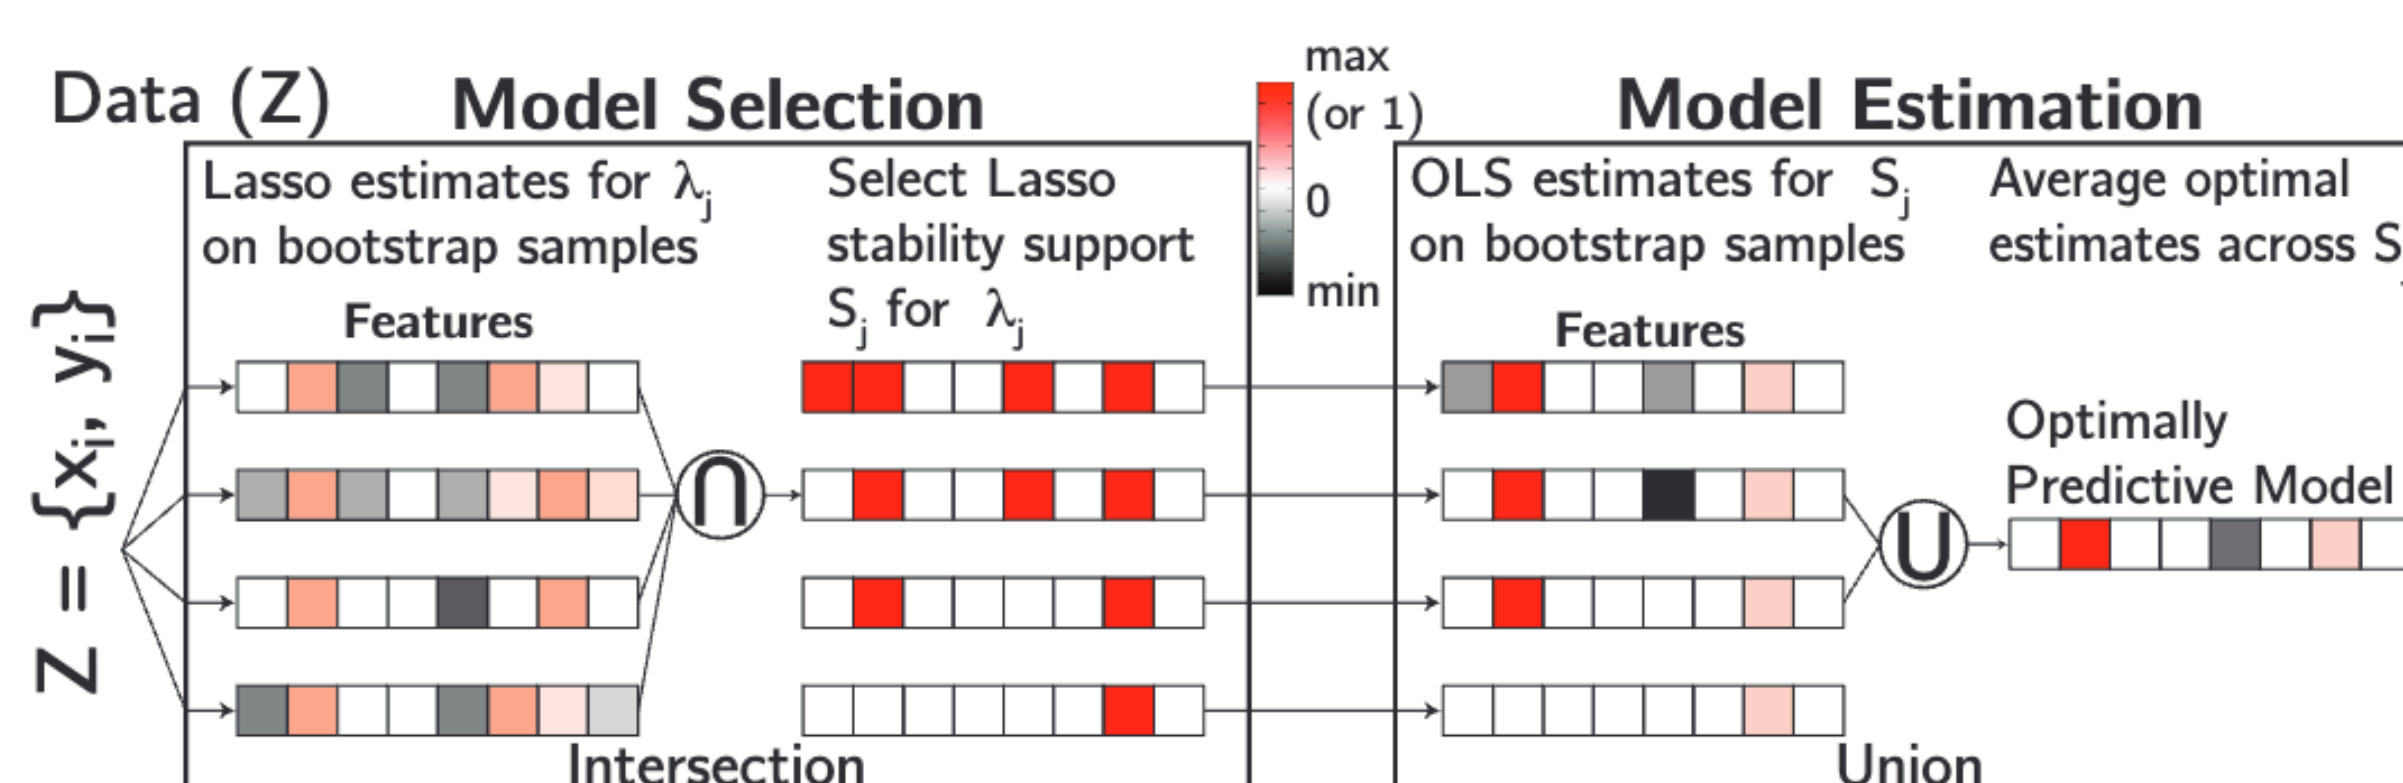 Data (Z)
Model Selection
max
(or 1)
0
min
Model Estimation
Lasso estimates for λj
on bootstrap samples
Select Lasso
stability support
Sj for λj
OLS estimates for Sj
on bootstrap samples
Average optimal
estimates across S
Features
Features
Z = {xi, yi}
∩
∪
Optimally
Predictive Model
Intersection
Union